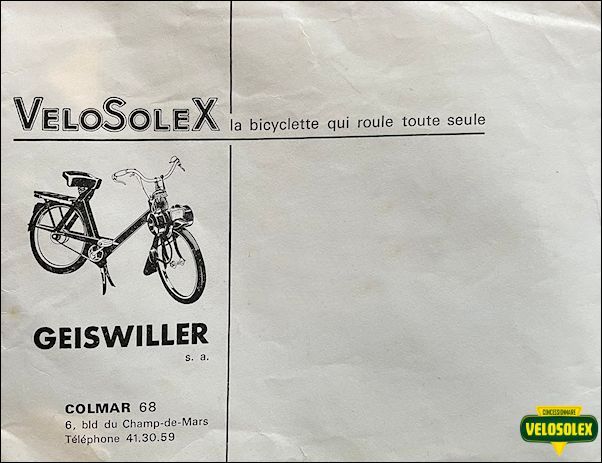 VELOSOLEX la bicyclette qui roule toute seule
GEISWILLER
s. a.
COLMAR 68
6, bld du Champ-de-Mars
Téléphone 41.30.59
CONCESSIONNAIRE
VELOSOLEX